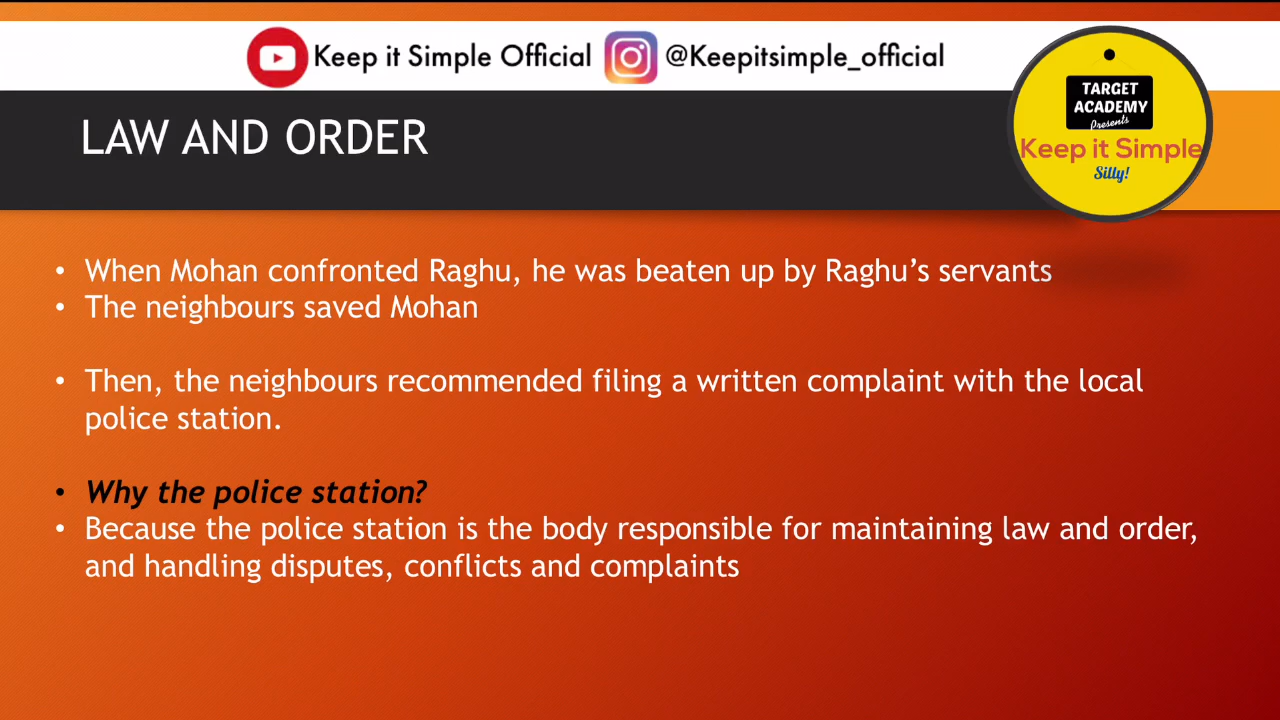 Keep it Simple Official @Keepitsimple_official
TARGET
ACADEMY
Presents
Keep it Simple
Silly!
LAW AND ORDER
• When Mohan confronted Raghu, he was beaten up by Raghu’s servants
• The neighbours saved Mohan
• Then, the neighbours recommended filing a written complaint with the local
police station.
• Why the police station?
• Because the police station is the body responsible for maintaining law and order,
and handling disputes, conflicts and complaints